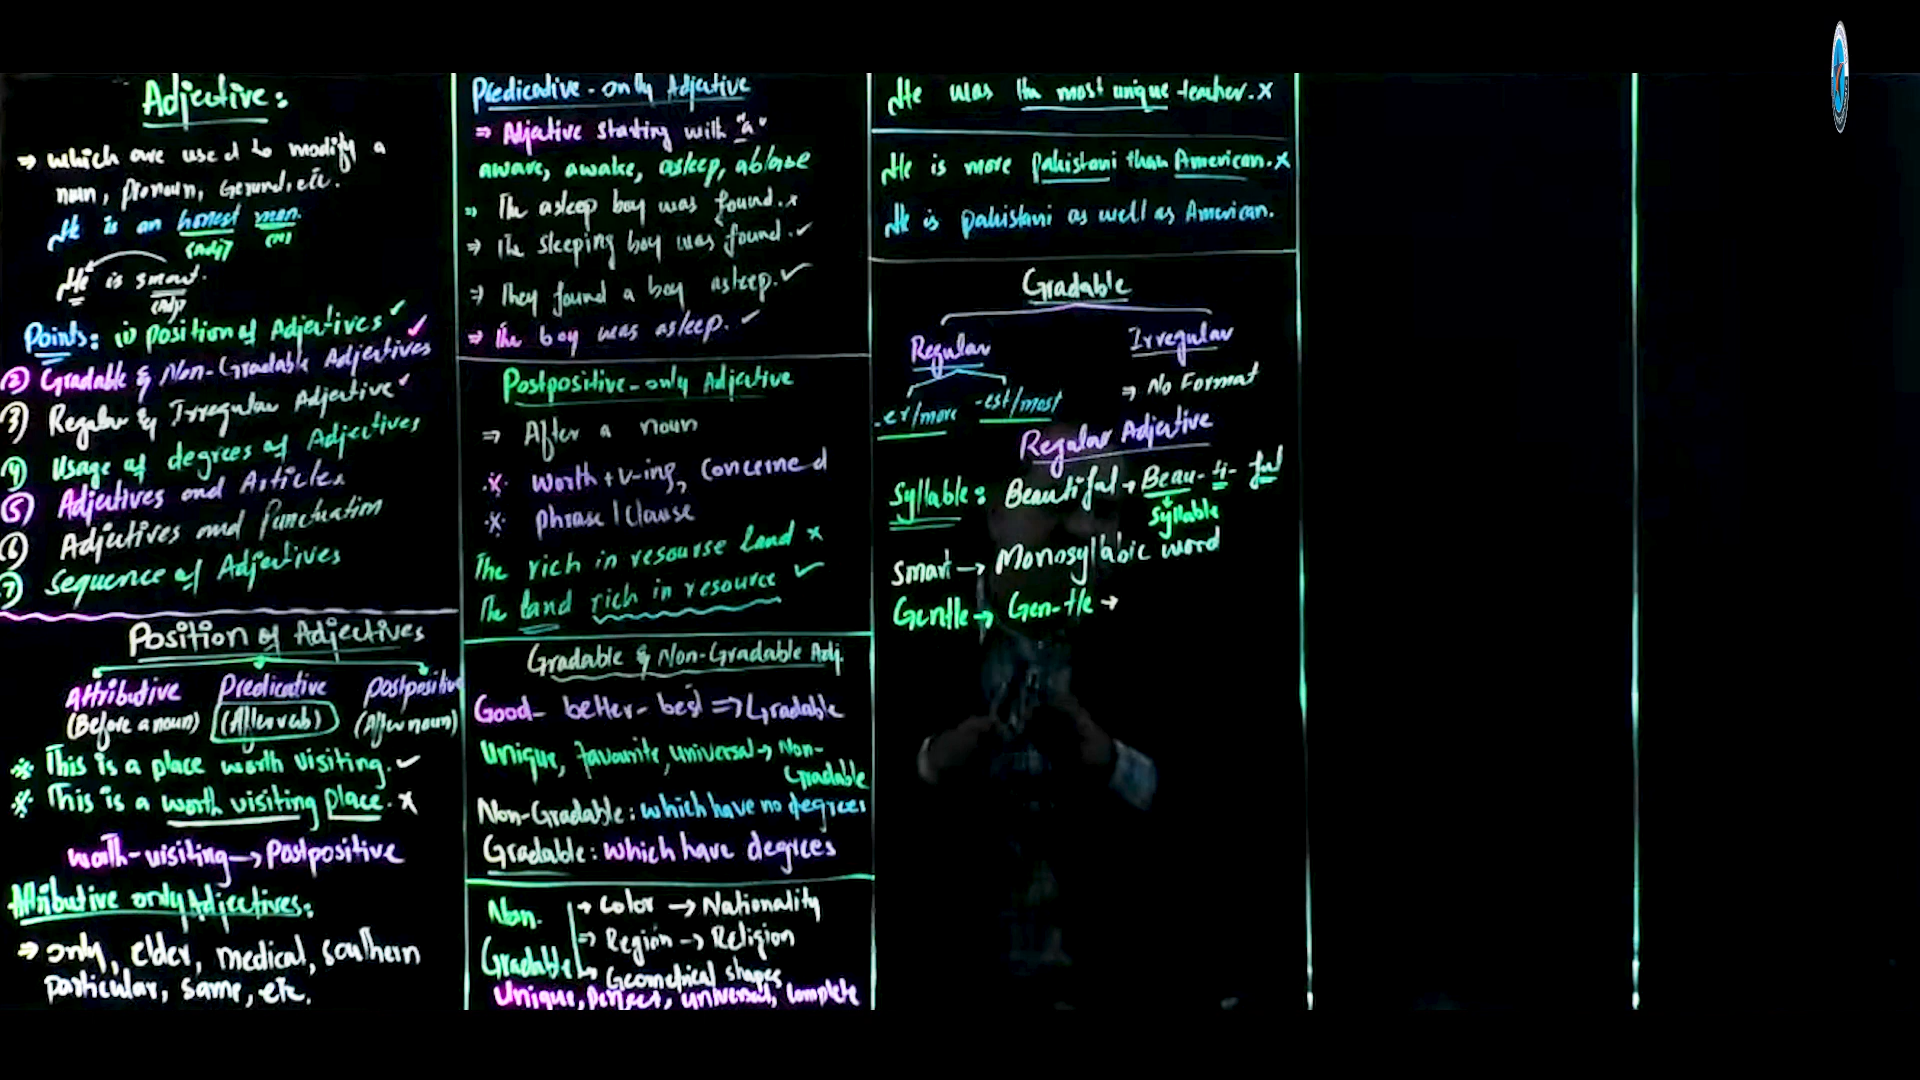 Adjective:
⇒ which are used to modify a
noun, pronoun, Gerund, etc.
He is an honest man.
(Adj) (N)
He is smart.
(Adj)
Points: (1) Position of Adjectives ✓
(2) Gradable & Non-Gradable Adjectives ✓
(3) Regular & Irregular Adjective ✓
(4) Usage of degrees of Adjectives
(5) Adjectives and Articles
(6) Adjectives and Punctuation
(7) Sequence of Adjectives
Position of Adjectives
Attributive Predicative Postpositive
(Before a noun) (After verb) (After noun)
※ This is a place worth visiting. ✓
※ This is a worth visiting place. x
worth-visiting → Postpositive
Attributive only Adjectives:
⇒ only, elder, medical, southern
particular, same, etc.
Predicative-only Adjective
⇒ Adjective starting with "a"
aware, awake, asleep, ablaze
⇒ The asleep boy was found. x
⇒ The sleeping boy was found. ✓
⇒ They found a boy asleep. ✓
⇒ The boy was asleep. ✓
Postpositive-only Adjective
⇒ After a noun
※ worth + v-ing, concerned
※ phrase/clause
The rich in resourse land x
The land rich in resource ✓
Gradable & Non-Gradable Adj.
Good- better- best ⇒ Gradable
Unique, favourite, universal → Non-
Gradable
Non-Gradable: which have no degrees
Gradable: which have degrees
Non. → Color → Nationality
⇒ Region → Religion
Gradable → Geometrical shapes
Unique, perfect, universal, complete
He was the most unique teacher. x
He is more pakistani than American. x
He is pakistani as well as American.
Gradable
Regular Irregular
⇒ No Format
-er/more -est/most
Regular Adjective
Syllable: Beautiful → Beau-ti-ful
Syllable
Smart → Monosyllabic word
Gentle → Gen-tle →